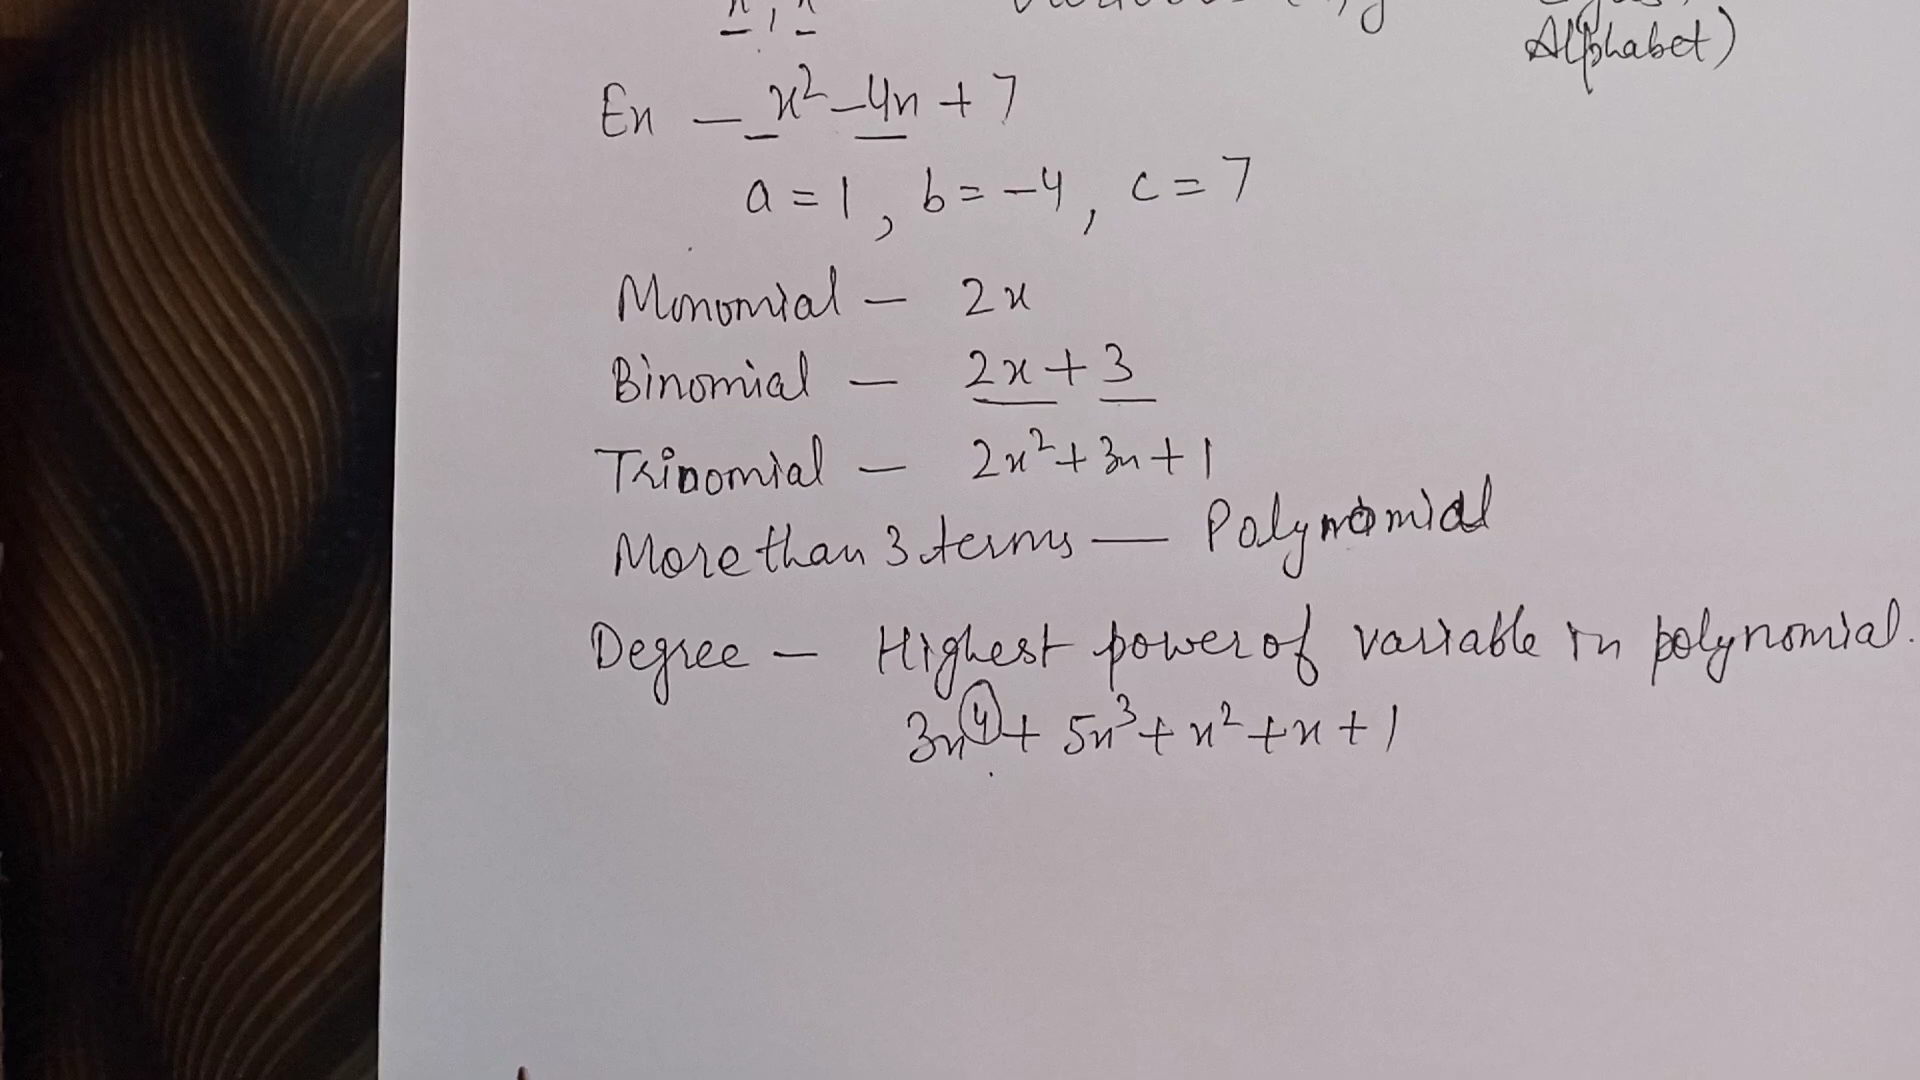 Alphabet)
Ex — x² - 4x + 7
a = 1, b = -4, c = 7
Monomial — 2x
Binomial — 2x + 3
Trinomial — 2x² + 3x + 1
More than 3 terms — Polynomial
Degree — Highest power of variable in polynomial.
3x⁴ + 5x³ + x² + x + 1